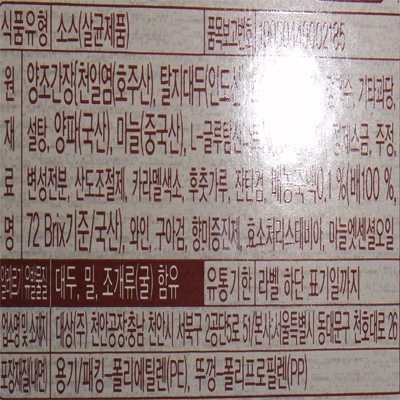 식품유형 소스(살균제품) 품목보고번호
원재료명 양조간장{천일염(호주산), 탈지대두(인도산), 기타과당,
설탕, 양파(국산), 마늘(중국산), L-글루탐산 정제소금, 주정,
변성전분, 산도조절제, 카라멜색소, 후춧가루, 잔탄검, 배농축액0.1%(배100%,
72 Brix기준/국산), 와인, 구아검, 향미증진제, 효소처리스테비아, 마늘엣센셜오일
알레르기 유발물질 대두, 밀, 조개류(굴) 함유 유통기한 라벨 하단 표기일까지
업소명 및 소재지 대상(주) 천안공장:충남 천안시 서북구 2공단6로 51/본사:서울특별시 동대문구 천호대로 26
포장재질(내면) 용기/패킹-폴리에틸렌(PE), 뚜껑-폴리프로필렌(PP)